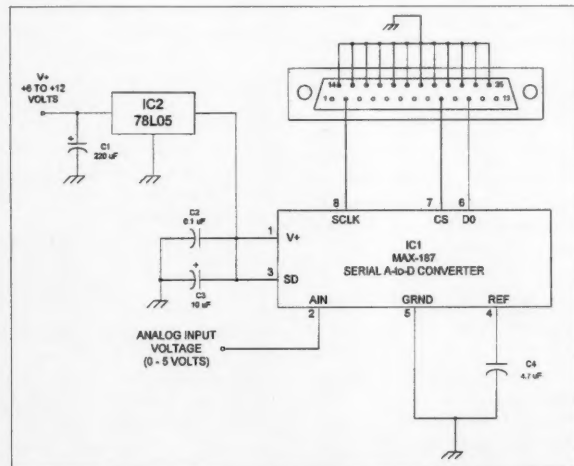 V+
+6 TO +12
VOLTS
IC2
78L05
C1
220 uF
14
25
1
13
8
7
6
SCLK
CS
D0
C2
0.1 uF
1
V+
IC1
MAX-187
SERIAL A-to-D CONVERTER
3
SD
C3
10 uF
AIN
GRND
REF
2
5
4
ANALOG INPUT
VOLTAGE
(0 - 5 VOLTS)
C4
4.7 uF